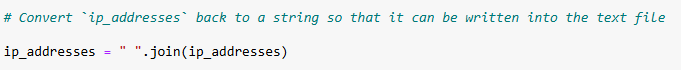 # Convert `ip_addresses` back to a string so that it can be written into the text file
ip_addresses = " ".join(ip_addresses)